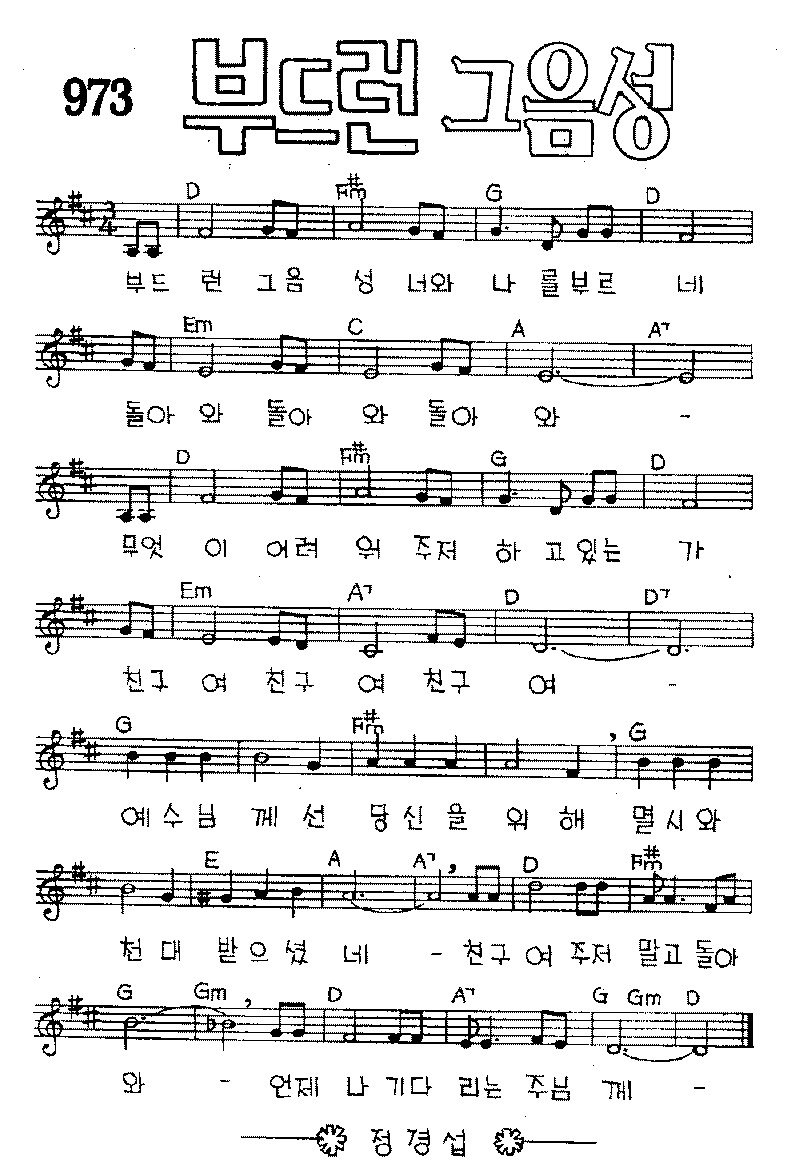 973 부드런 그음성
D F#m G D
3/4
부드 런 그음 성 너와 나 를부르 네
Em C A A7
돌아 와 돌아 와 돌아 와 -
D F#m G D
무엇 이 어려 워 주저 하 고있는 가
Em A7 D D7
친구 여 친구 여 친구 여 -
G F#m G
예수님 께 선 당신을 위 해 멸시와
E A A7 D F#m
천 대 받으셨 네 - 친구 여 주저 말고 돌아
G Gm D A7 G Gm D
와 - 언제 나 기다 리는 주님 께 -
정경섭